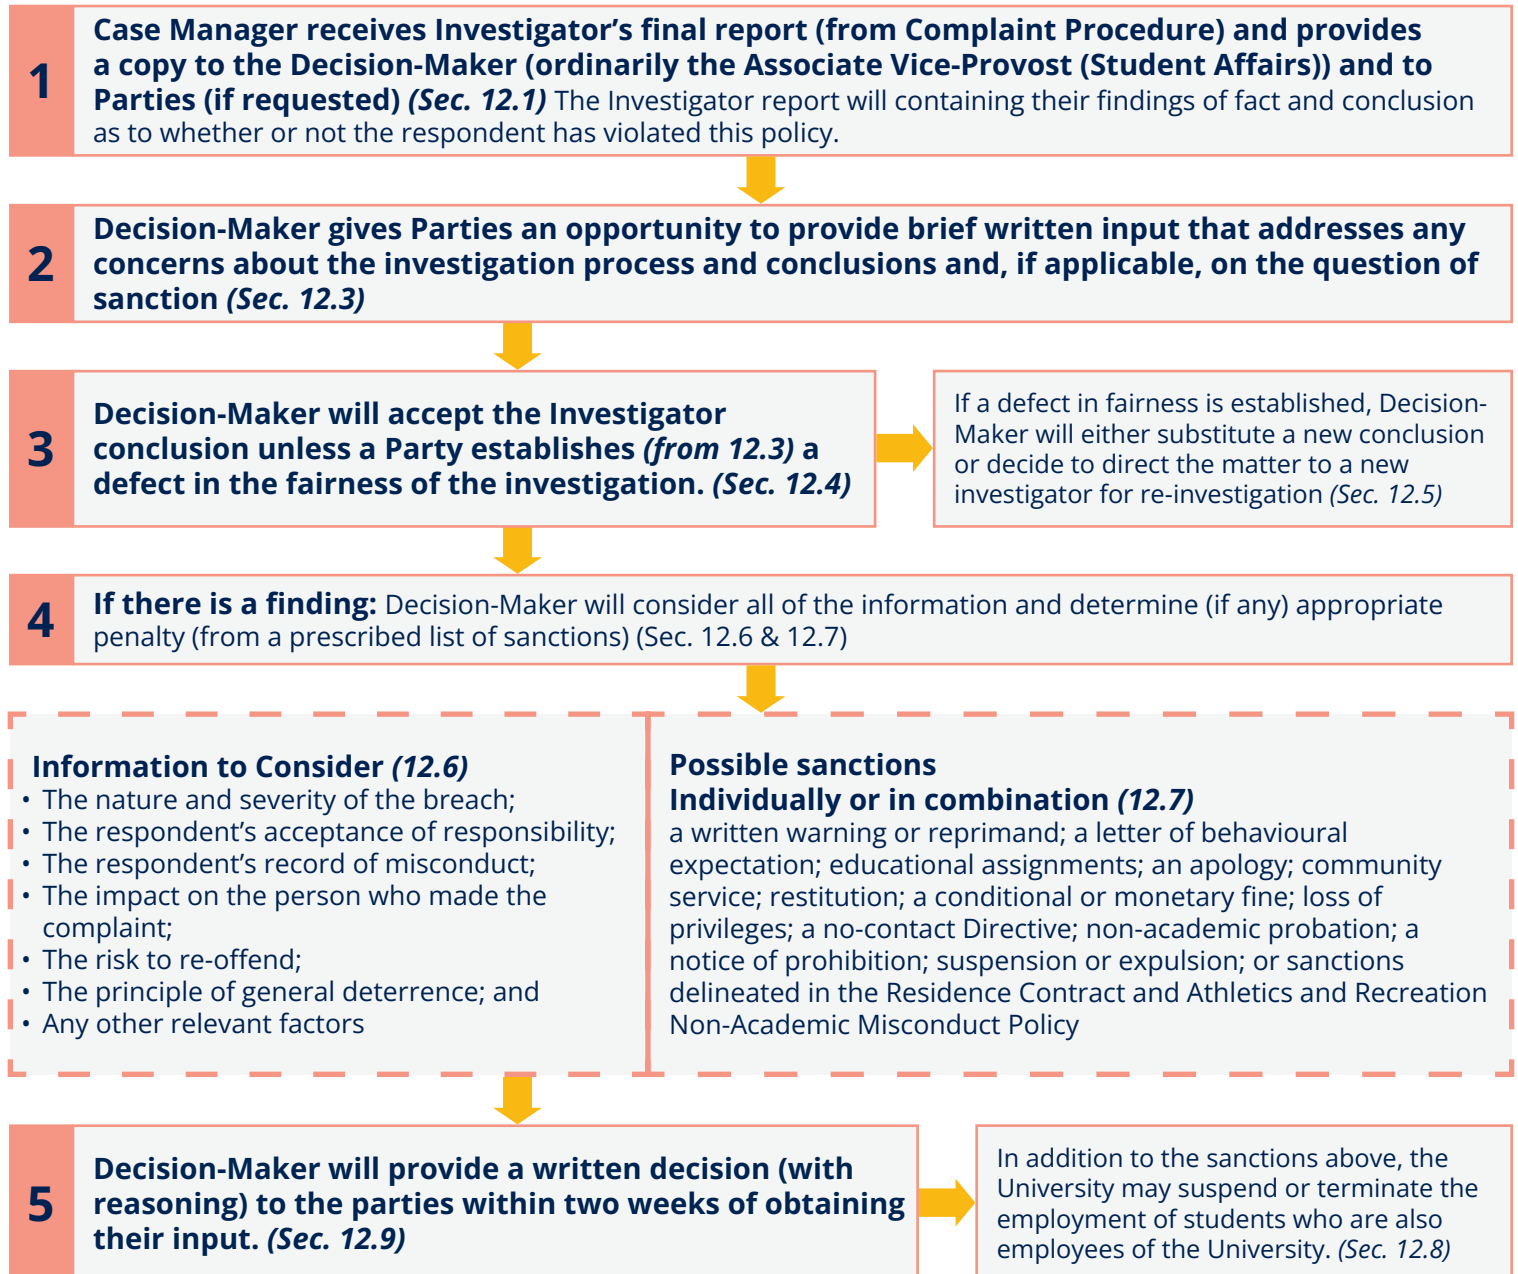 1
Case Manager receives Investigator’s final report (from Complaint Procedure) and provides
a copy to the Decision-Maker (ordinarily the Associate Vice-Provost (Student Affairs)) and to
Parties (if requested) (Sec. 12.1) The Investigator report will containing their findings of fact and conclusion
as to whether or not the respondent has violated this policy.
2
Decision-Maker gives Parties an opportunity to provide brief written input that addresses any
concerns about the investigation process and conclusions and, if applicable, on the question of
sanction (Sec. 12.3)
3
Decision-Maker will accept the Investigator
conclusion unless a Party establishes (from 12.3) a
defect in the fairness of the investigation. (Sec. 12.4)
If a defect in fairness is established, Decision-
Maker will either substitute a new conclusion
or decide to direct the matter to a new
investigator for re-investigation (Sec. 12.5)
4
If there is a finding: Decision-Maker will consider all of the information and determine (if any) appropriate
penalty (from a prescribed list of sanctions) (Sec. 12.6 & 12.7)
Information to Consider (12.6)
• The nature and severity of the breach;
• The respondent’s acceptance of responsibility;
• The respondent’s record of misconduct;
• The impact on the person who made the
complaint;
• The risk to re-offend;
• The principle of general deterrence; and
• Any other relevant factors
Possible sanctions
Individually or in combination (12.7)
a written warning or reprimand; a letter of behavioural
expectation; educational assignments; an apology; community
service; restitution; a conditional or monetary fine; loss of
privileges; a no-contact Directive; non-academic probation; a
notice of prohibition; suspension or expulsion; or sanctions
delineated in the Residence Contract and Athletics and Recreation
Non-Academic Misconduct Policy
5
Decision-Maker will provide a written decision (with
reasoning) to the parties within two weeks of obtaining
their input. (Sec. 12.9)
In addition to the sanctions above, the
University may suspend or terminate the
employment of students who are also
employees of the University. (Sec. 12.8)